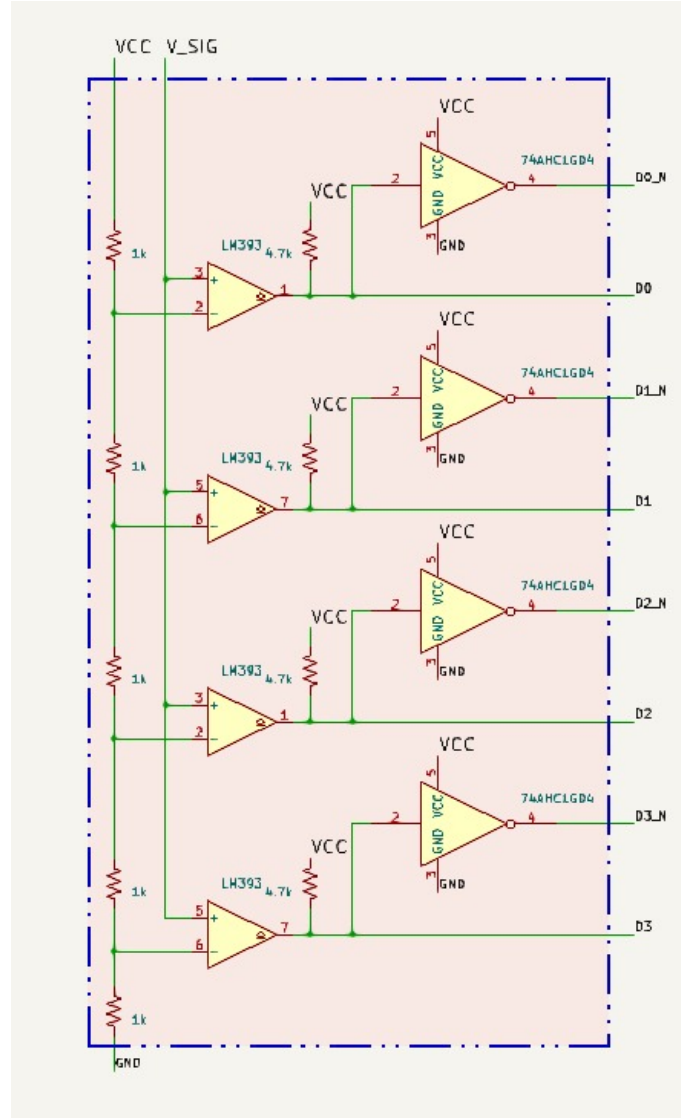 VCC V_SIG
VCC
5
74AHC1G04
VCC
2
4
D0_N
VCC
GND
3
GND
LM393
4.7k
1k
3
+
1
2
-
D0
VCC
5
74AHC1G04
VCC
2
4
D1_N
VCC
GND
3
GND
LM393
4.7k
1k
5
+
7
6
-
D1
VCC
5
74AHC1G04
VCC
2
4
D2_N
VCC
GND
3
GND
LM393
4.7k
1k
3
+
1
2
-
D2
VCC
5
74AHC1G04
VCC
2
4
D3_N
VCC
GND
3
GND
LM393
4.7k
1k
5
+
7
6
-
D3
1k
GND